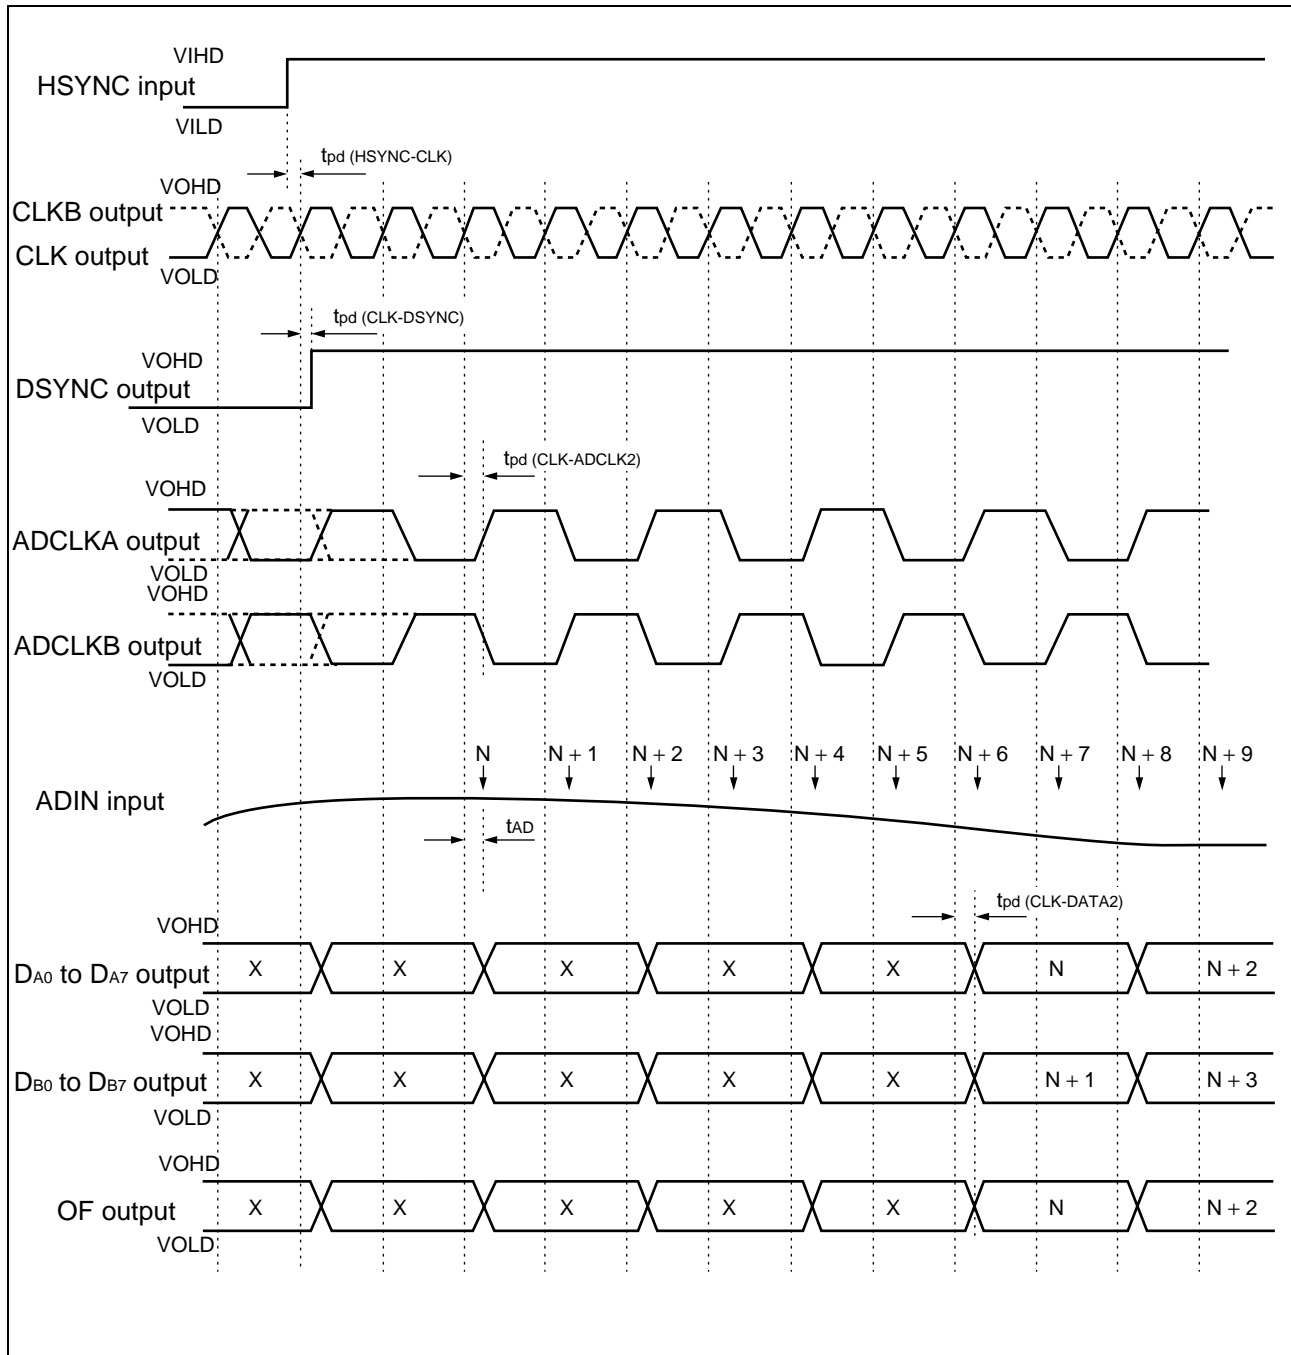 VIHD
HSYNC input
VILD
tpd (HSYNC-CLK)
VOHD
CLKB output
CLK output
VOLD
tpd (CLK-DSYNC)
VOHD
DSYNC output
VOLD
tpd (CLK-ADCLK2)
VOHD
ADCLKA output
VOLD
VOHD
ADCLKB output
VOLD
N N + 1 N + 2 N + 3 N + 4 N + 5 N + 6 N + 7 N + 8 N + 9
ADIN input
tAD
tpd (CLK-DATA2)
VOHD
DA0 to DA7 output X X X X X N N + 2
VOLD
VOHD
DB0 to DB7 output X X X X X N + 1 N + 3
VOLD
VOHD
OF output X X X X X N N + 2
VOLD